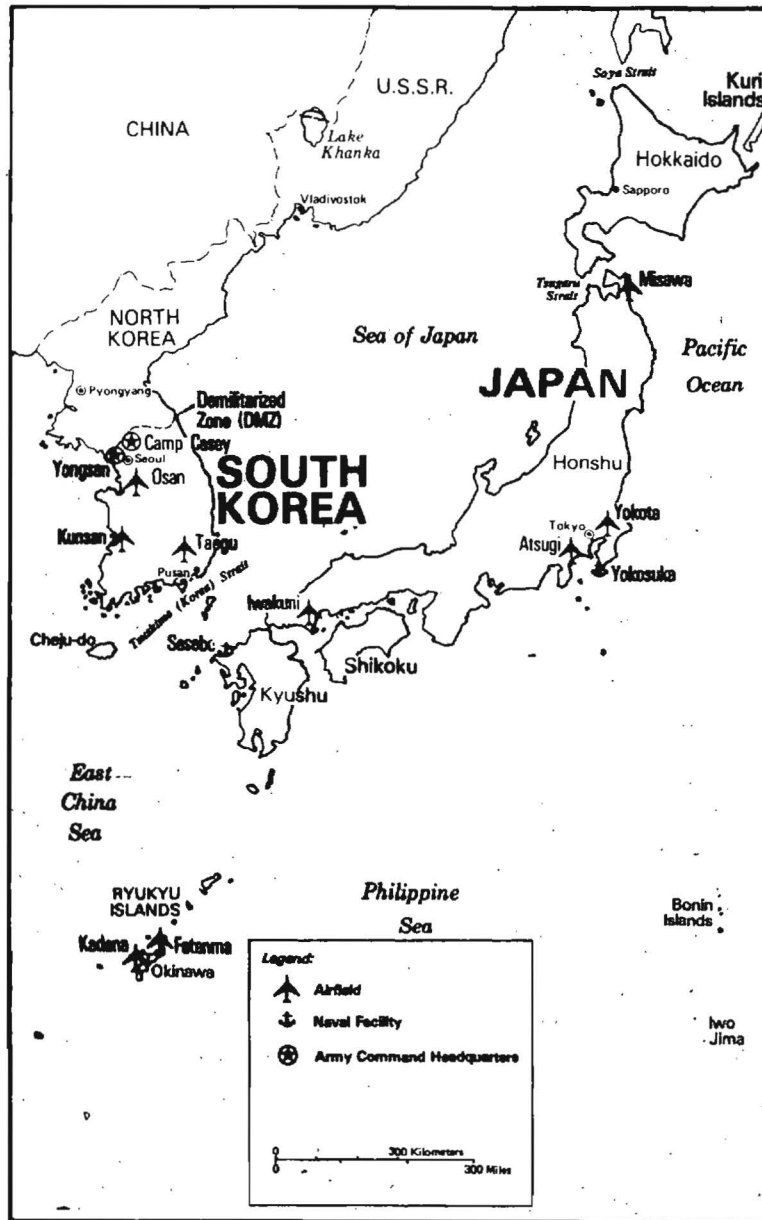 Soya Strait
Kuril
Islands
U.S.S.R.
CHINA
Lake
Khanka
Hokkaido
Sapporo
Vladivostok
Tsugaru
Strait
Misawa
NORTH
KOREA
Sea of Japan
Pacific
Ocean
JAPAN
Pyongyang
Demilitarized
Zone (DMZ)
Camp Casey
Yongsan
Seoul
Osan
SOUTH
KOREA
Honshu
Kunsan
Taegu
Pusan
Tokyo
Yokota
Atsugi
Yokosuka
Tsushima (Korea) Strait
Iwakuni
Cheju-do
Sasebo
Shikoku
Kyushu
East
China
Sea
RYUKYU
ISLANDS
Philippine
Sea
Bonin
Islands
Kadena
Futenma
Okinawa
Legend:
Airfield
Naval Facility
Army Command Headquarters
Iwo
Jima
0 300 Kilometers
0 300 Miles